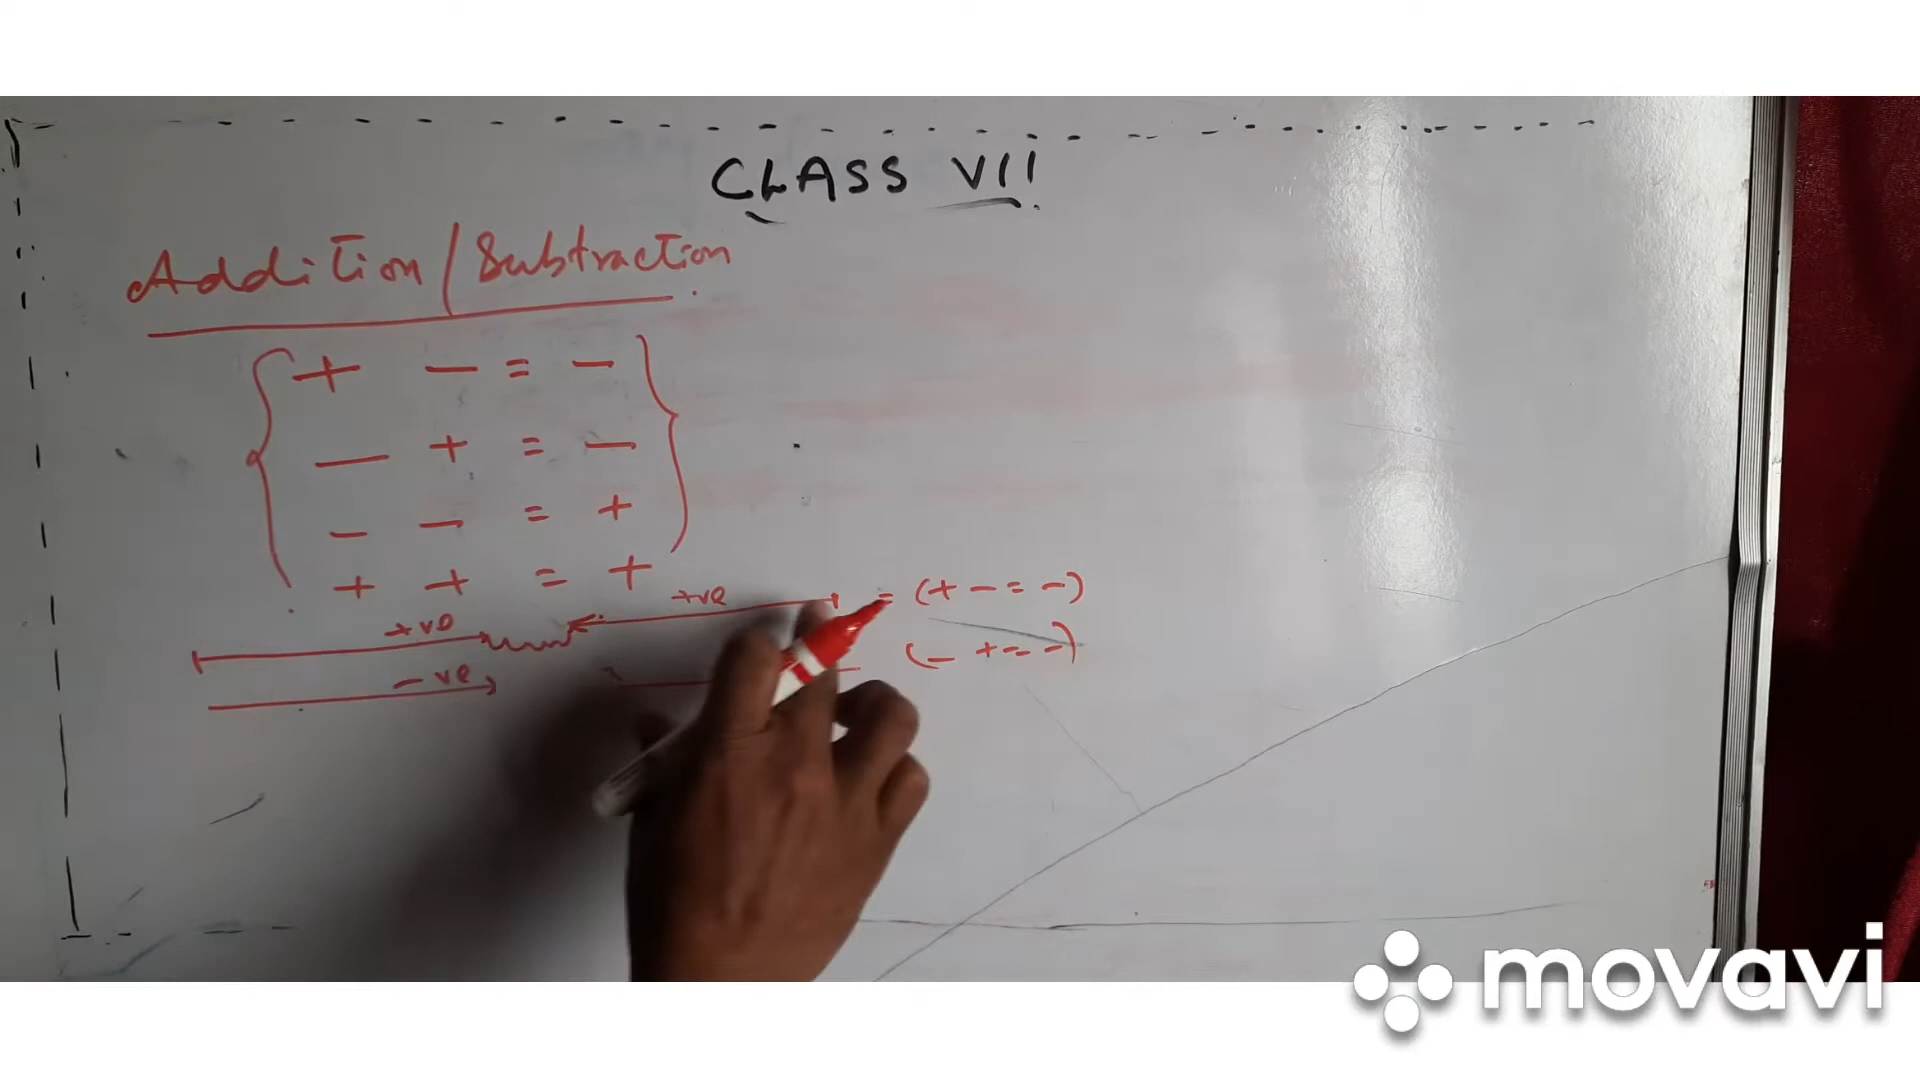 CLASS VII
Addition/Subtraction
+ - = -
- + = -
- - = +
+ + = +
+ve +ve = (+ - = -)
-ve (- + = -)
movavi